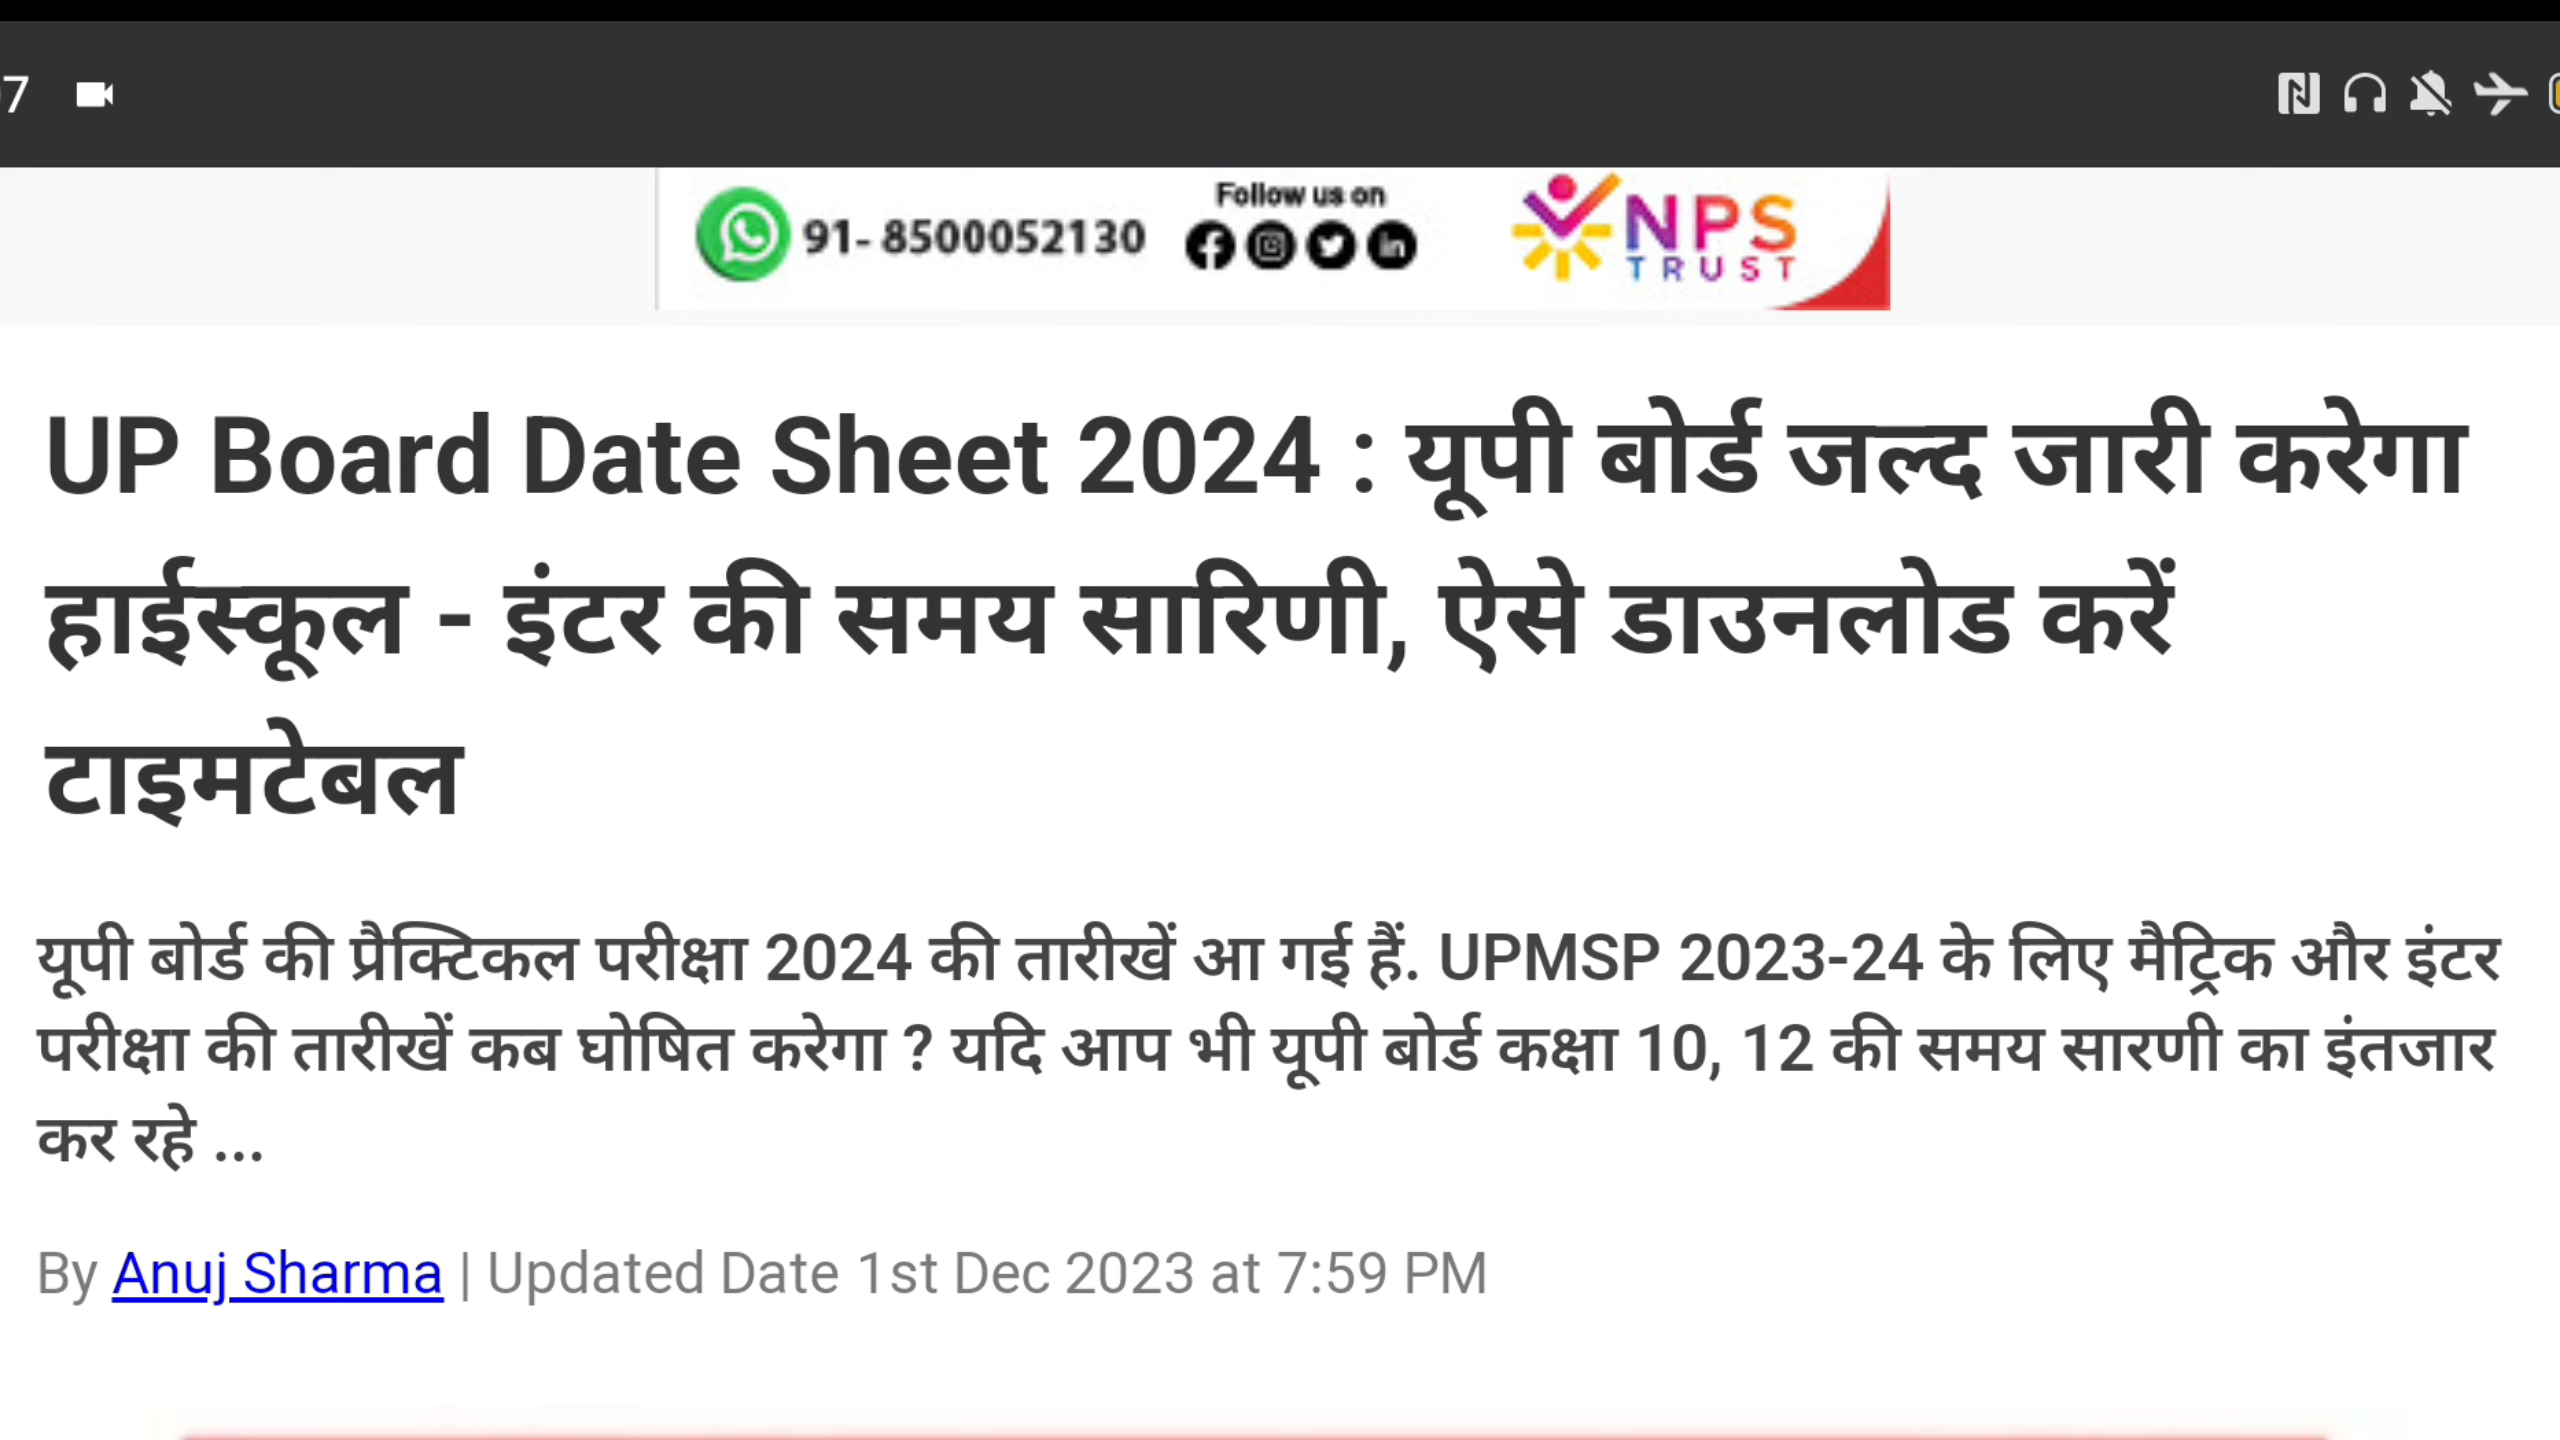 7
Follow us on
91- 8500052130
NPS
TRUST
UP Board Date Sheet 2024 : यूपी बोर्ड जल्द जारी करेगा
हाईस्कूल - इंटर की समय सारिणी, ऐसे डाउनलोड करें
टाइमटेबल
यूपी बोर्ड की प्रैक्टिकल परीक्षा 2024 की तारीखें आ गई हैं. UPMSP 2023-24 के लिए मैट्रिक और इंटर
परीक्षा की तारीखें कब घोषित करेगा ? यदि आप भी यूपी बोर्ड कक्षा 10, 12 की समय सारणी का इंतजार
कर रहे ...
By Anuj Sharma | Updated Date 1st Dec 2023 at 7:59 PM